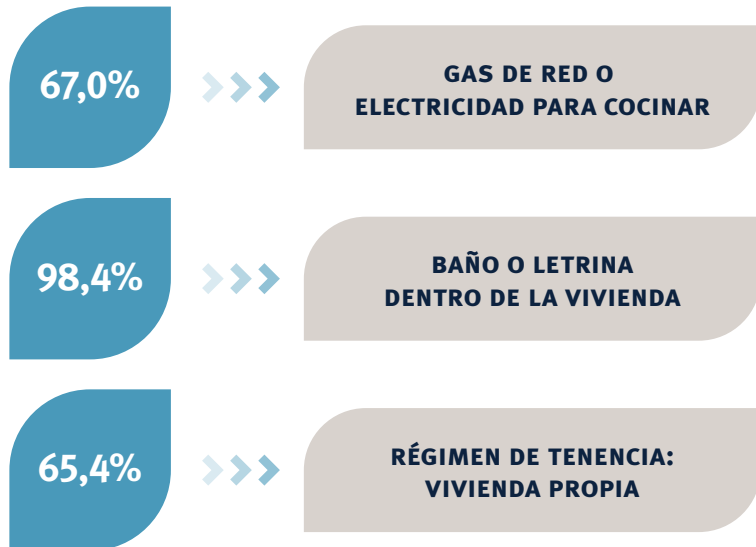 67,0%
GAS DE RED O
ELECTRICIDAD PARA COCINAR
98,4%
BAÑO O LETRINA
DENTRO DE LA VIVIENDA
65,4%
RÉGIMEN DE TENENCIA:
VIVIENDA PROPIA